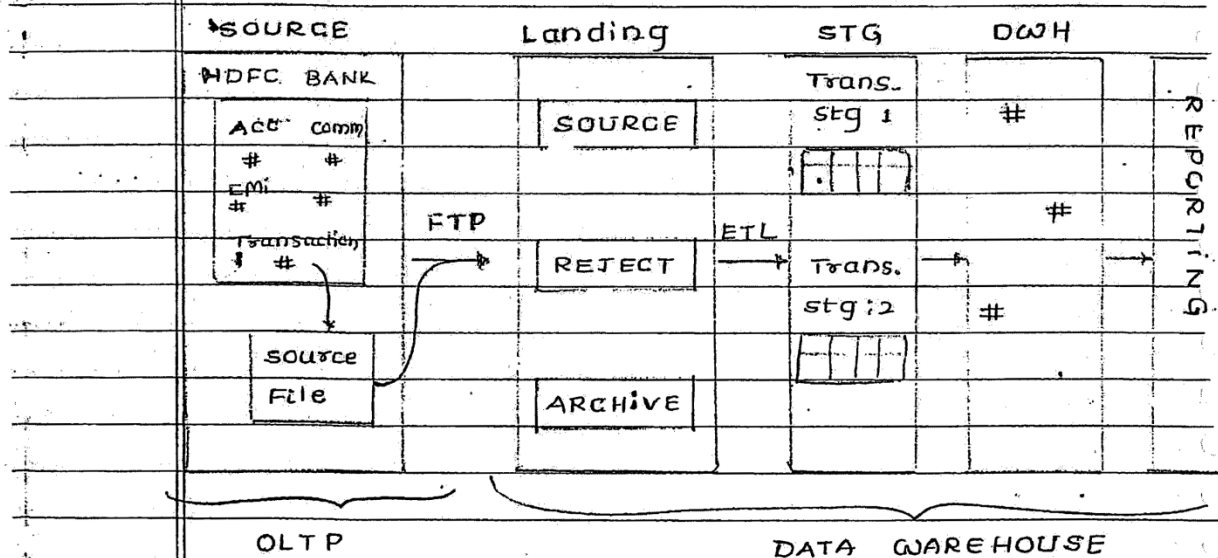 SOURCE Landing STG DWH
HDFC BANK
Acc Comm
# #
EMi
# #
Transaction
#
source
File
FTP
SOURCE
REJECT
ARCHiVE
ETL
Trans.
stg 1
Trans.
stg :2
#
#
#
REPORTiNG
OLTP DATA WAREHOUSE